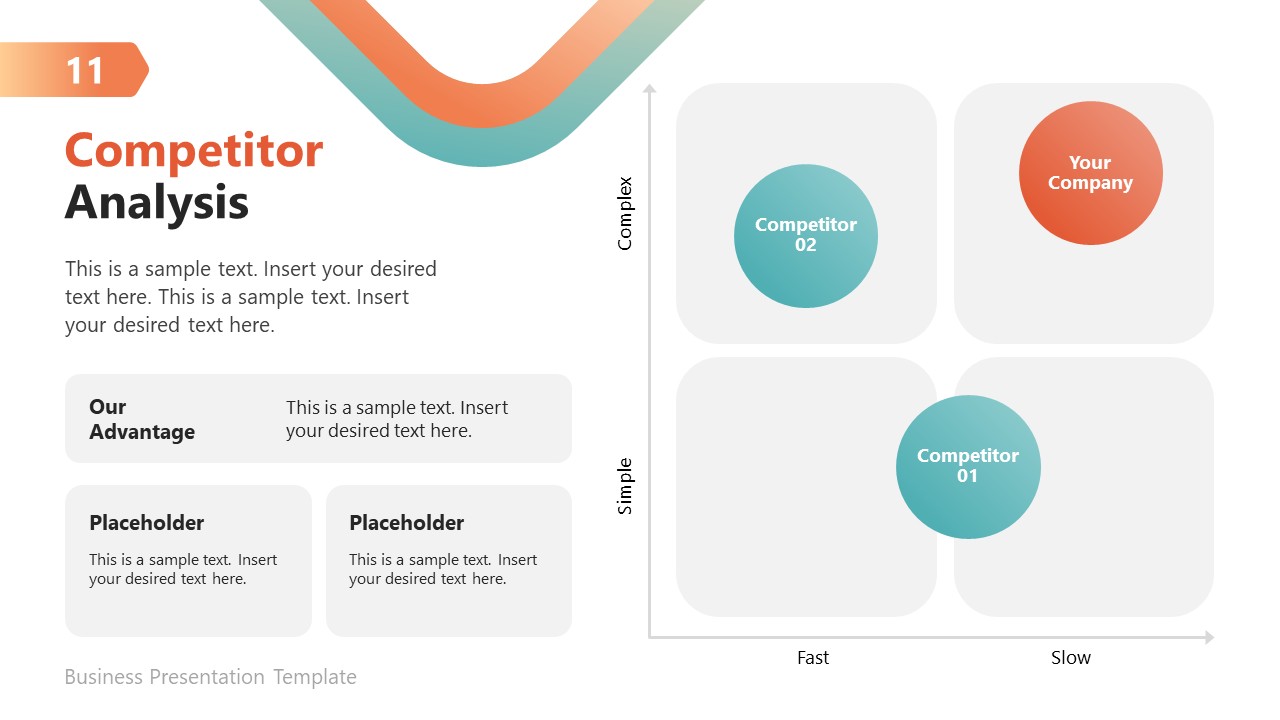 11
Competitor
Analysis
This is a sample text. Insert your desired
text here. This is a sample text. Insert
your desired text here.
Our
Advantage
This is a sample text. Insert
your desired text here.
Placeholder
This is a sample text. Insert
your desired text here.
Placeholder
This is a sample text. Insert
your desired text here.
Business Presentation Template
Complex
Simple
Competitor
02
Your
Company
Competitor
01
Fast
Slow